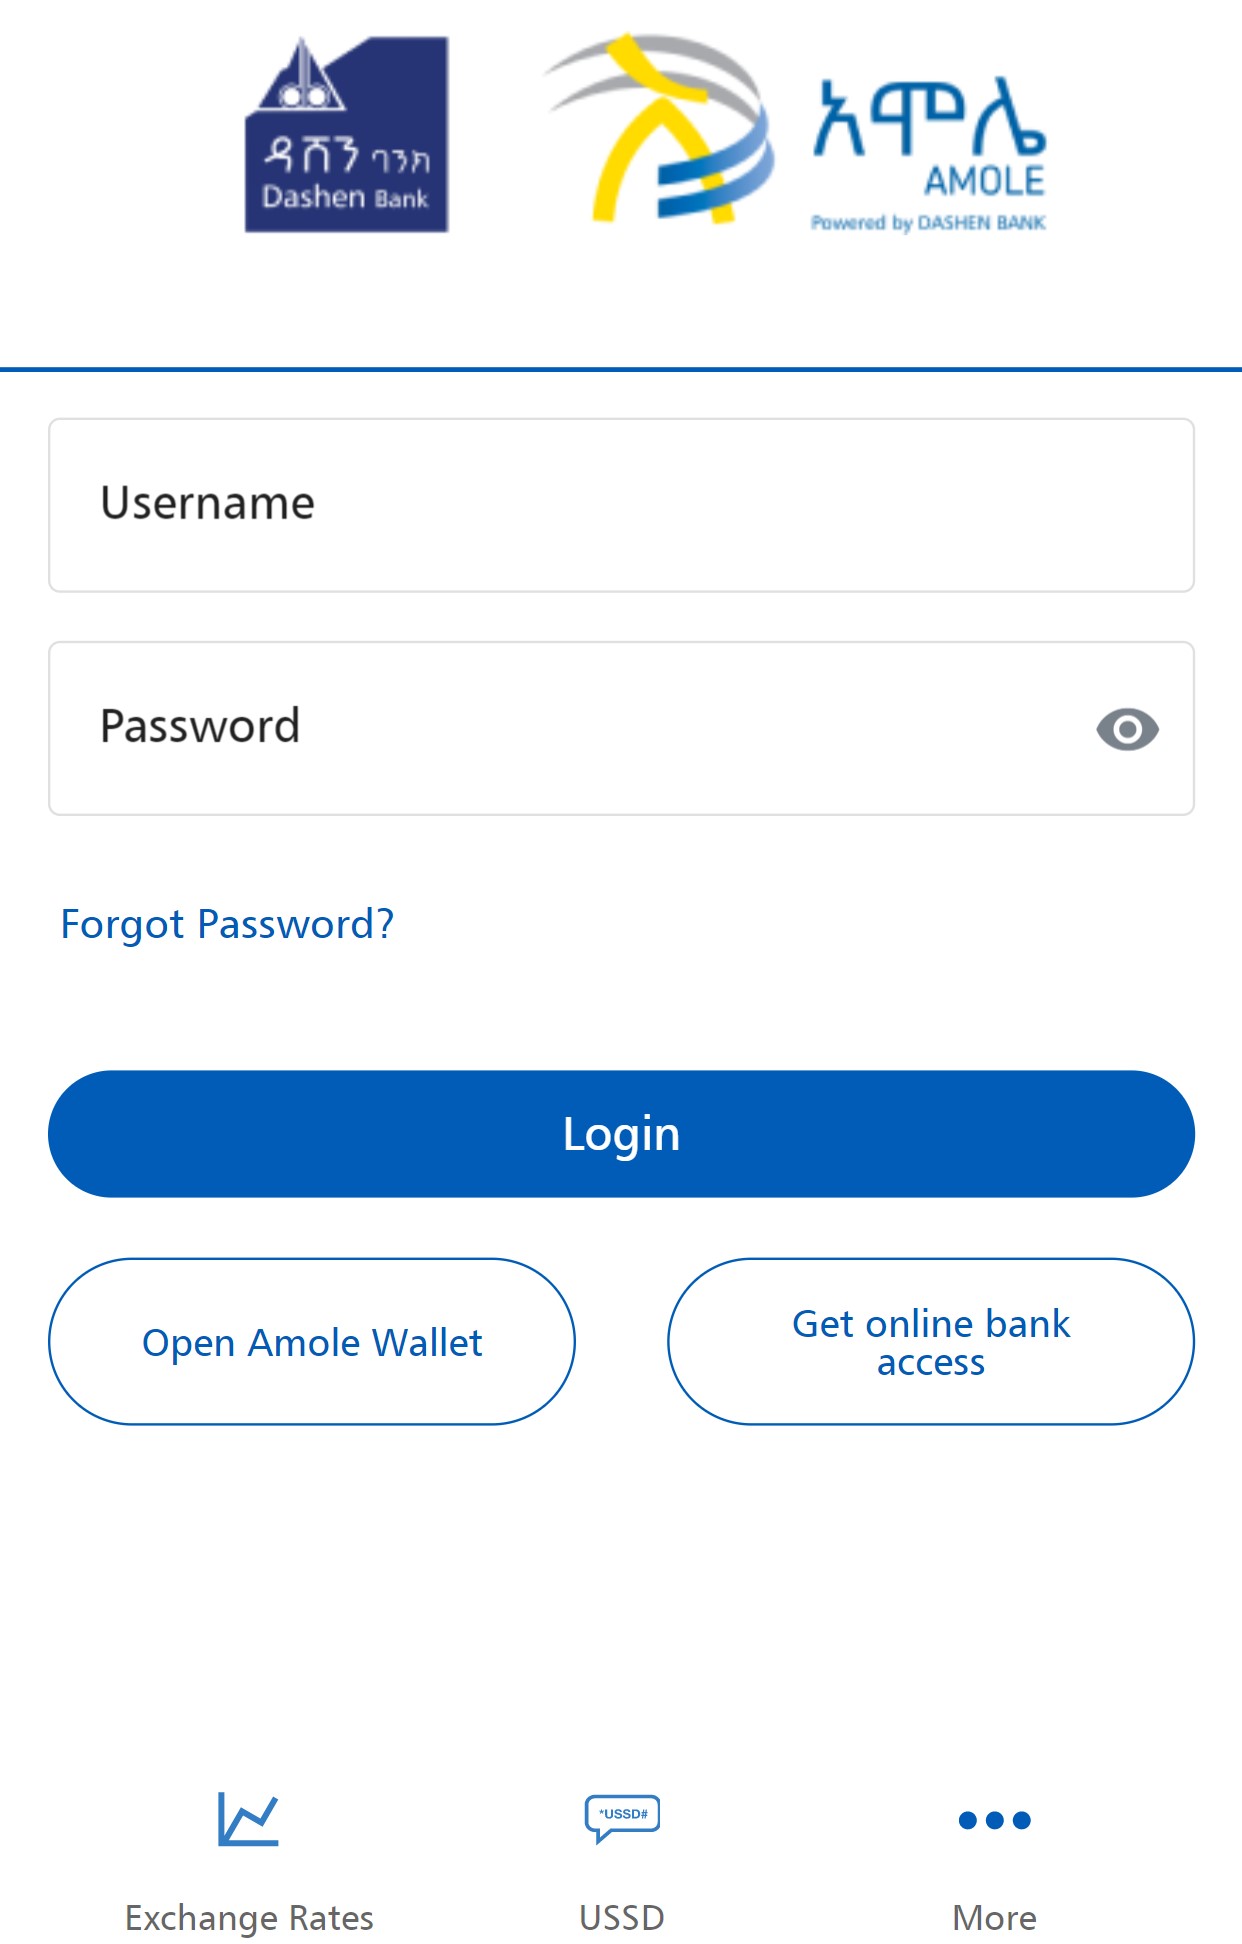 ዳሸን ባንክ
Dashen Bank
አሞሌ
AMOLE
Powered by DASHEN BANK
Username
Password
Forgot Password?
Login
Open Amole Wallet
Get online bank
access
*USSD#
Exchange Rates
USSD
More